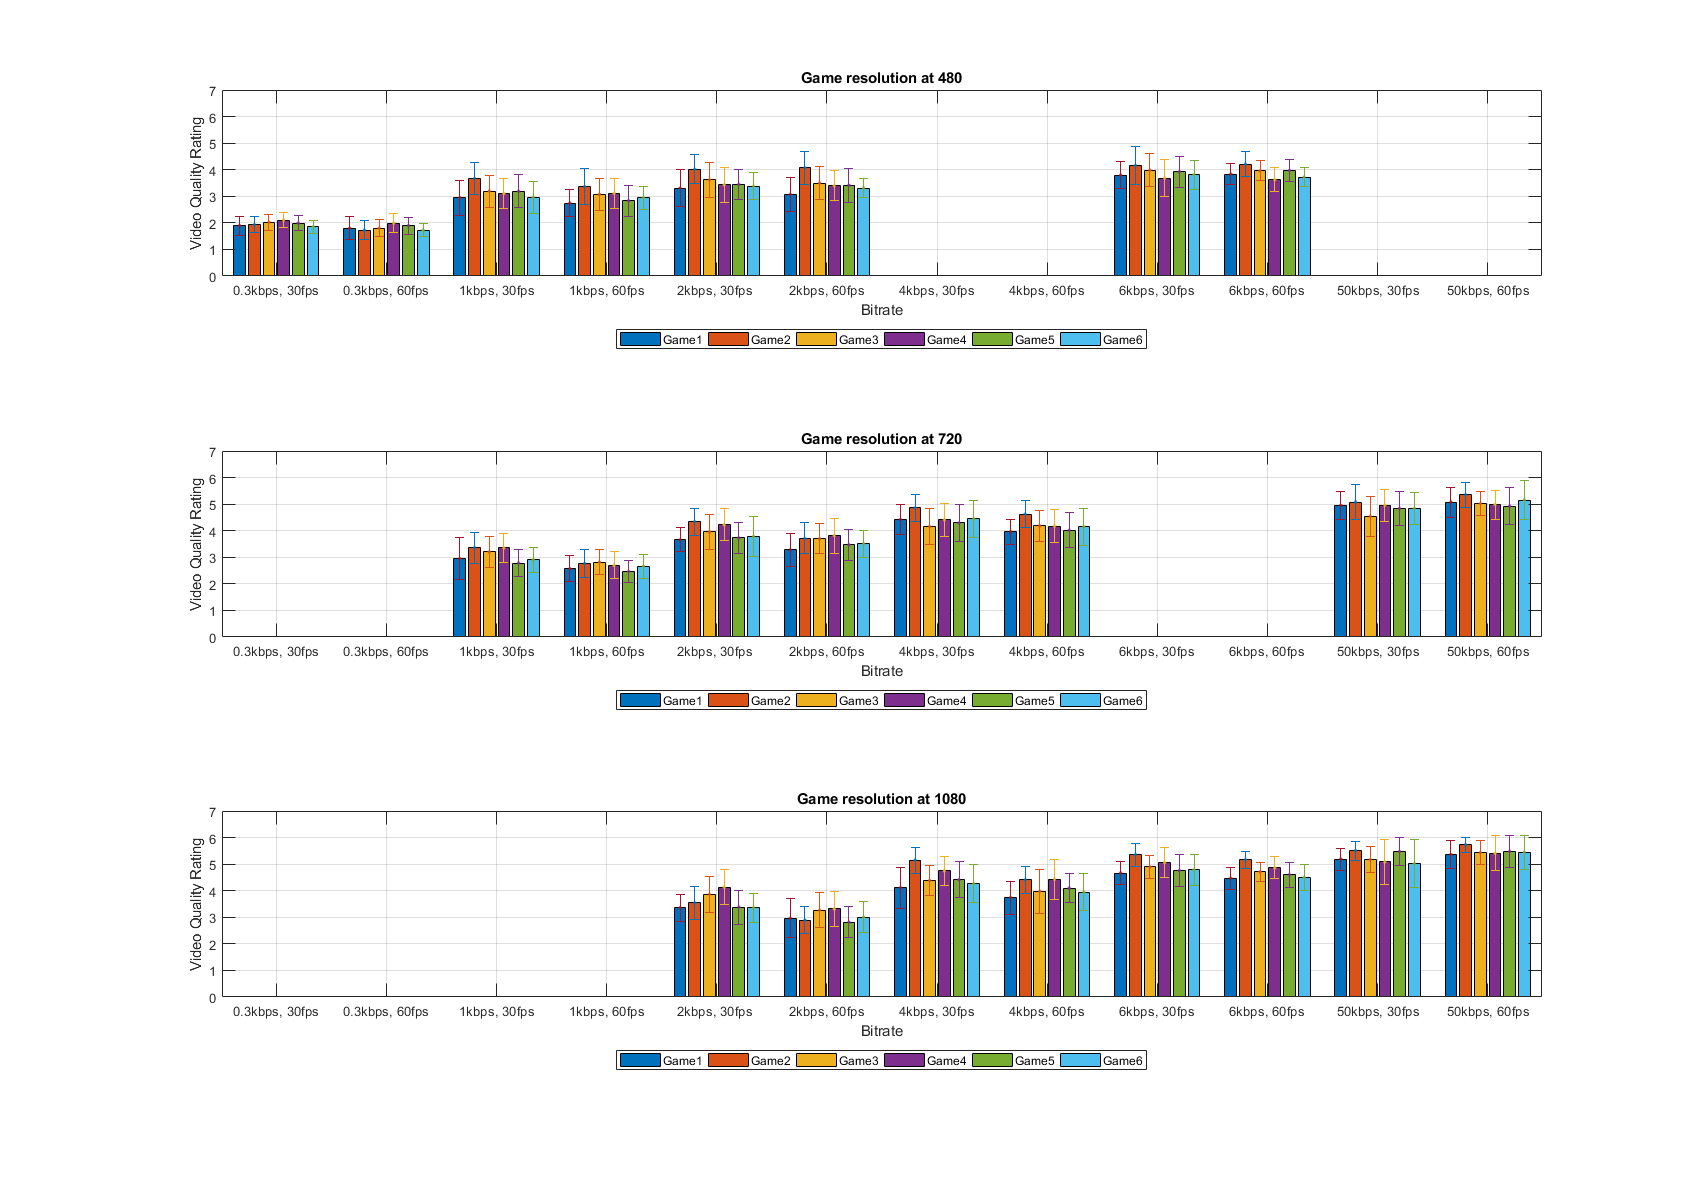 Game resolution at 480
Video Quality Rating
7
6
5
4
3
2
1
0
0.3kbps, 30fps 0.3kbps, 60fps 1kbps, 30fps 1kbps, 60fps 2kbps, 30fps 2kbps, 60fps 4kbps, 30fps 4kbps, 60fps 6kbps, 30fps 6kbps, 60fps 50kbps, 30fps 50kbps, 60fps
Bitrate
Game1 Game2 Game3 Game4 Game5 Game6
Game resolution at 720
Video Quality Rating
7
6
5
4
3
2
1
0
0.3kbps, 30fps 0.3kbps, 60fps 1kbps, 30fps 1kbps, 60fps 2kbps, 30fps 2kbps, 60fps 4kbps, 30fps 4kbps, 60fps 6kbps, 30fps 6kbps, 60fps 50kbps, 30fps 50kbps, 60fps
Bitrate
Game1 Game2 Game3 Game4 Game5 Game6
Game resolution at 1080
Video Quality Rating
7
6
5
4
3
2
1
0
0.3kbps, 30fps 0.3kbps, 60fps 1kbps, 30fps 1kbps, 60fps 2kbps, 30fps 2kbps, 60fps 4kbps, 30fps 4kbps, 60fps 6kbps, 30fps 6kbps, 60fps 50kbps, 30fps 50kbps, 60fps
Bitrate
Game1 Game2 Game3 Game4 Game5 Game6